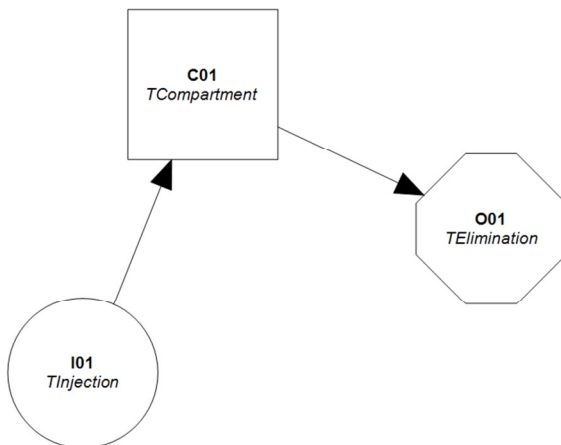 C01
TCompartment
O01
TElimination
I01
TInjection